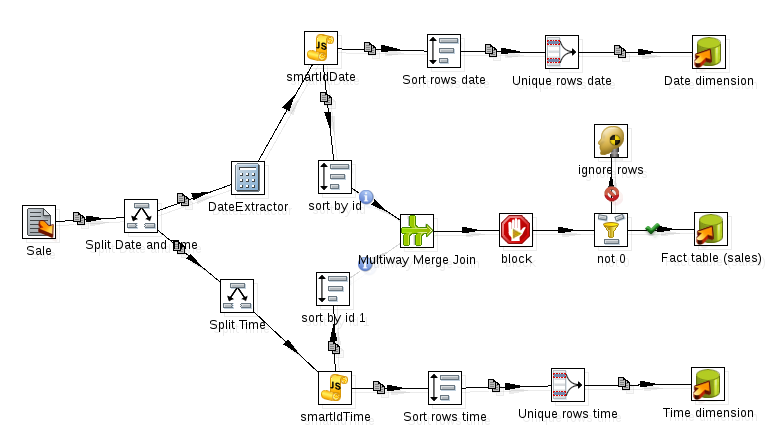 smartIdDate
Sort rows date
Unique rows date
Date dimension
ignore rows
DateExtractor
sort by id
Sale
Split Date and Time
Multiway Merge Join
block
not 0
Fact table (sales)
Split Time
sort by id 1
smartIdTime
Sort rows time
Unique rows time
Time dimension
JS
JS